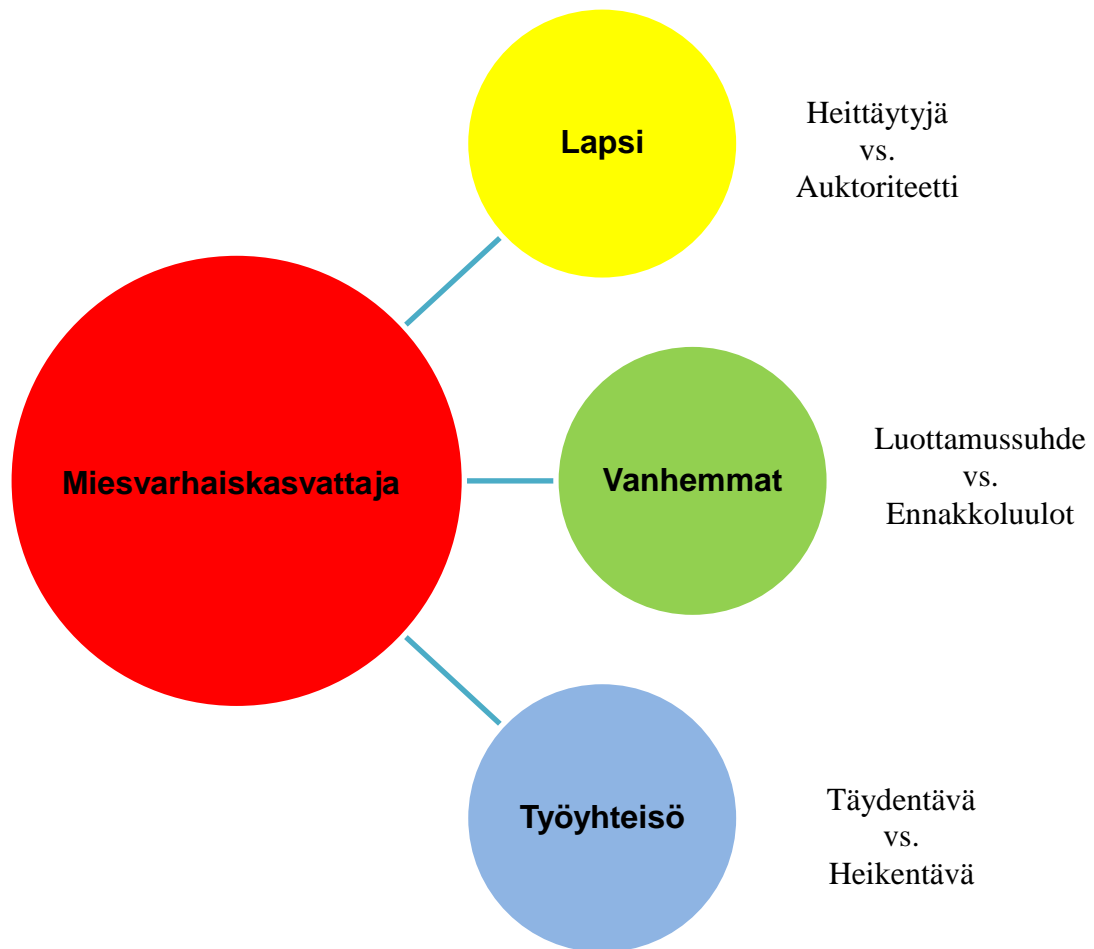 Lapsi
Heittäytyjä
vs.
Auktoriteetti
Miesvarhaiskasvattaja
Vanhemmat
Luottamussuhde
vs.
Ennakkoluulot
Työyhteisö
Täydentävä
vs.
Heikentävä